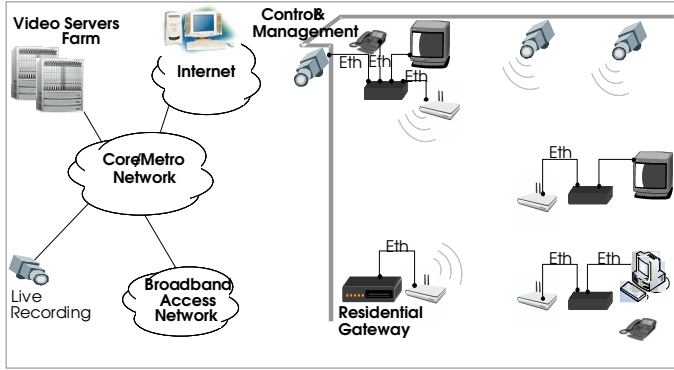 Video Servers
Farm
Internet
Control&
Management
Eth
Eth
Eth
Core/Metro
Network
Eth
Live
Recording
Broadband
Access
Network
Eth
Residential
Gateway
Eth
Eth